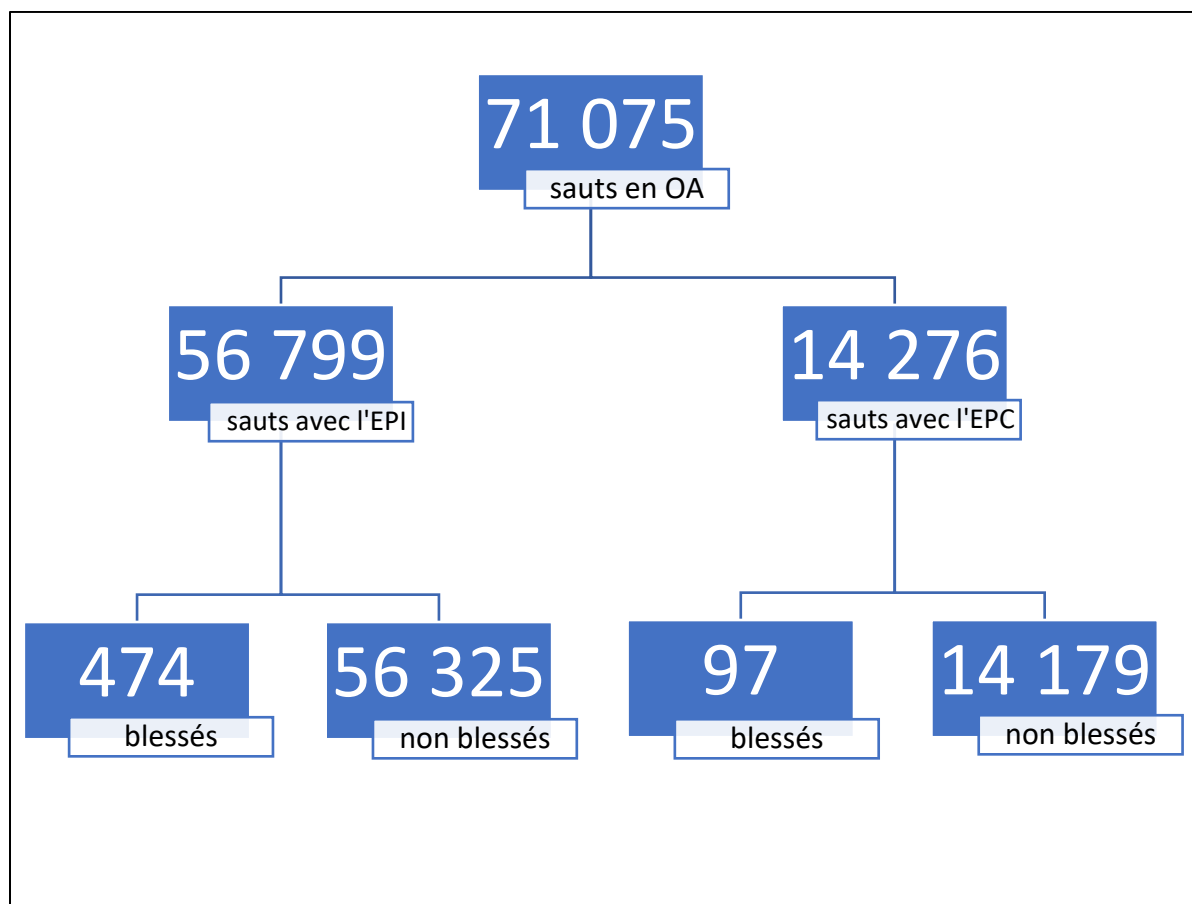 71 075
sauts en OA
56 799
sauts avec l'EPI
14 276
sauts avec l'EPC
474
blessés
56 325
non blessés
97
blessés
14 179
non blessés